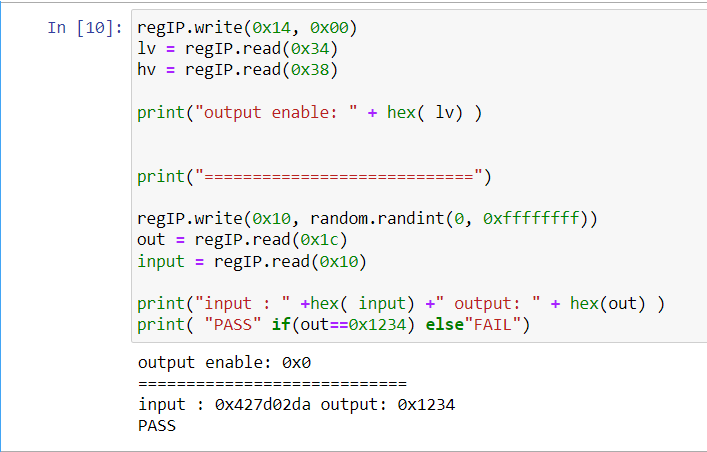 In [10]: regIP.write(0x14, 0x00)
lv = regIP.read(0x34)
hv = regIP.read(0x38)
print("output enable: " + hex( lv) )
print("============================")
regIP.write(0x10, random.randint(0, 0xffffffff))
out = regIP.read(0x1c)
input = regIP.read(0x10)
print("input : " +hex( input) +" output: " + hex(out) )
print( "PASS" if(out==0x1234) else"FAIL")
output enable: 0x0
============================
input : 0x427d02da output: 0x1234
PASS